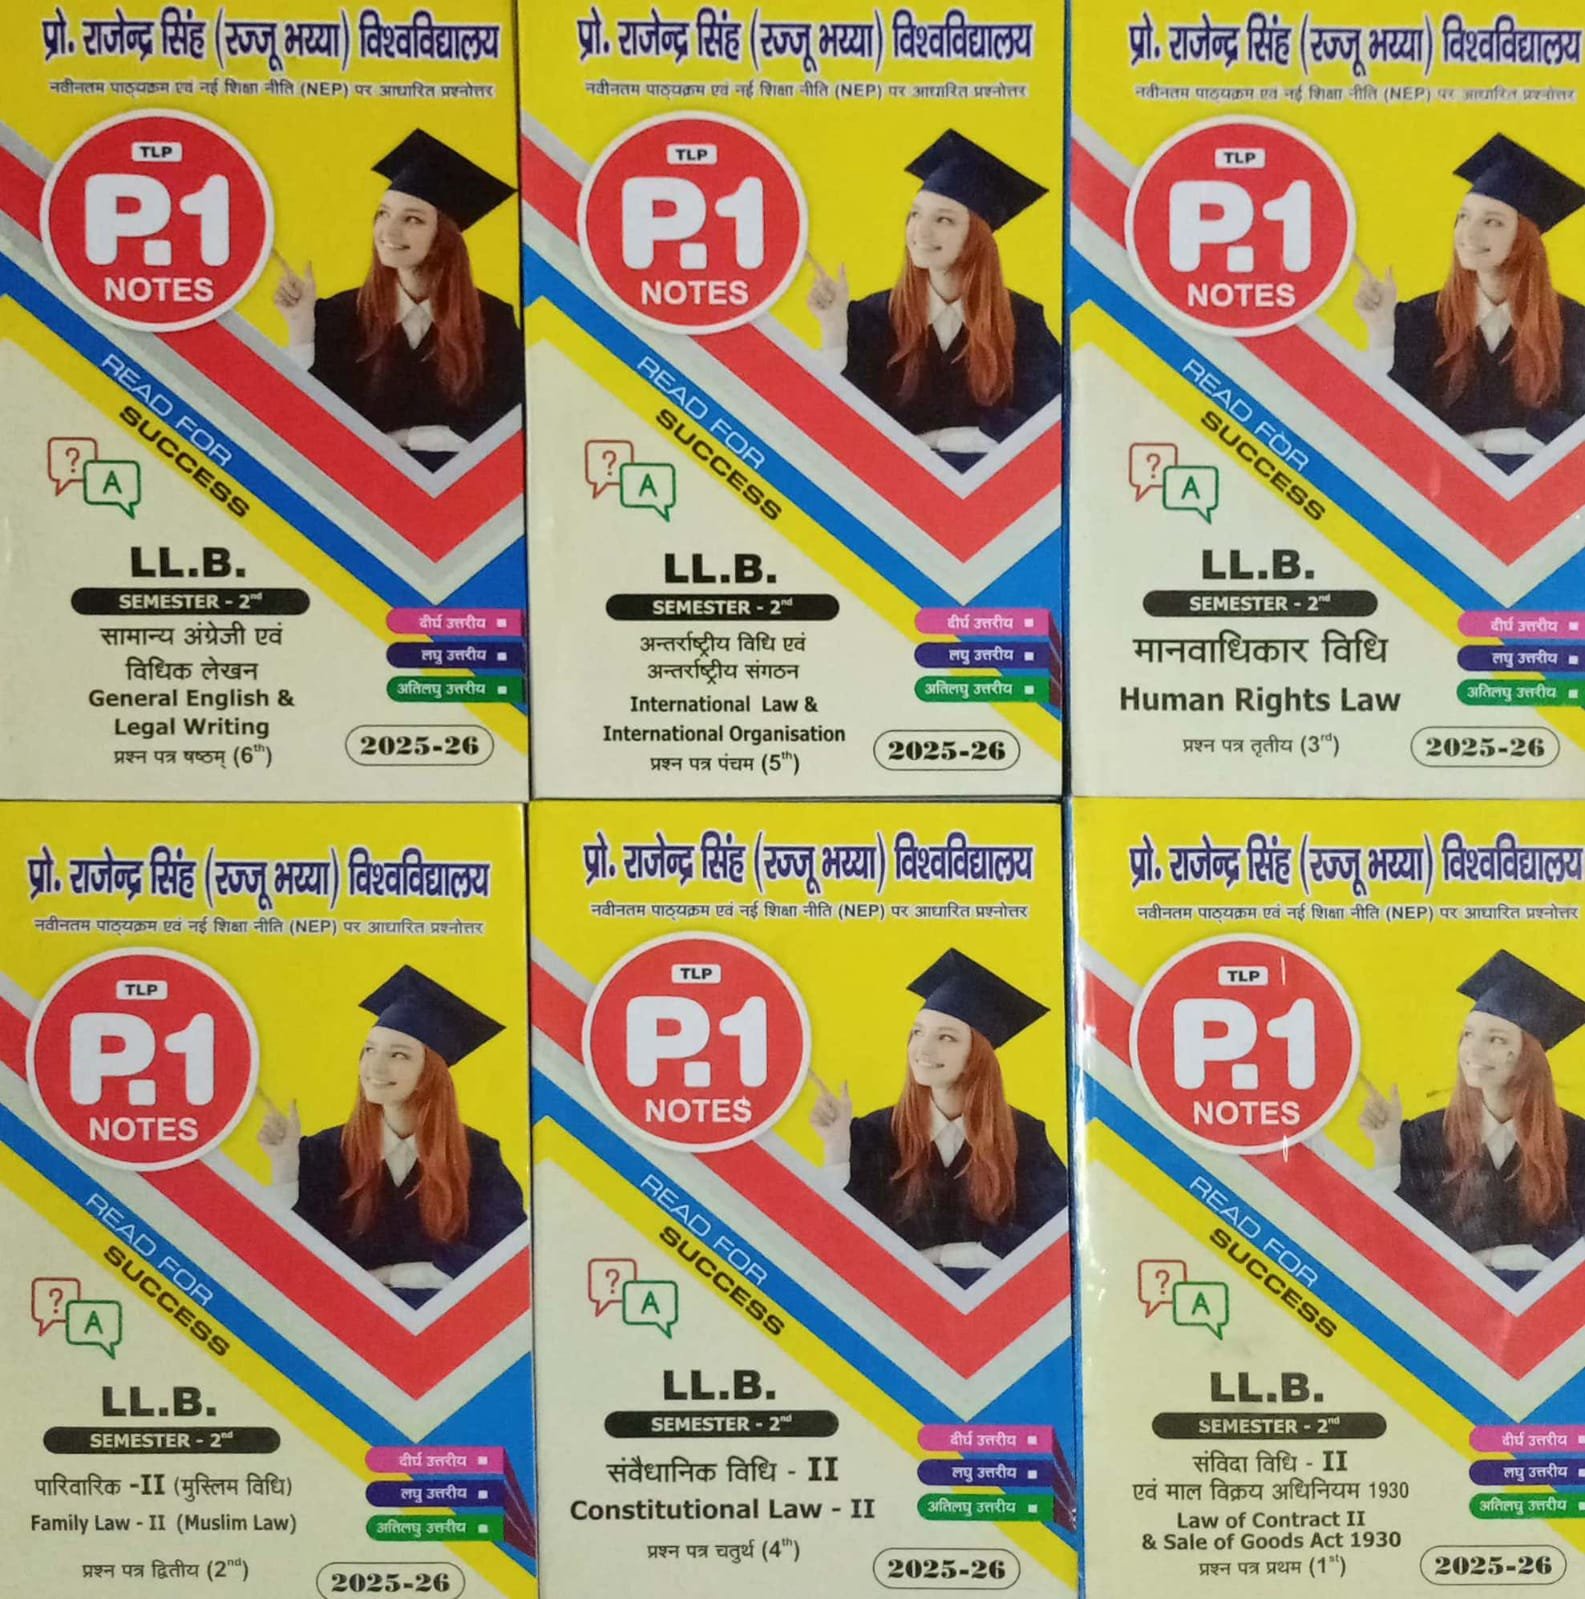 प्रो. राजेन्द्र सिंह (रज्जू भय्या) विश्वविद्यालय
नवीनतम पाठ्यक्रम एवं नई शिक्षा नीति (NEP) पर आधारित प्रश्नोत्तर
TLP
P.1
NOTES
READ FOR
SUCCESS
? A
LL.B.
SEMESTER - 2nd
सामान्य अंग्रेजी एवं
विधिक लेखन
General English &
Legal Writing
प्रश्न पत्र षष्ठम् (6th)
दीर्घ उत्तरीय
लघु उत्तरीय
अतिलघु उत्तरीय
2025-26
प्रो. राजेन्द्र सिंह (रज्जू भय्या) विश्वविद्यालय
नवीनतम पाठ्यक्रम एवं नई शिक्षा नीति (NEP) पर आधारित प्रश्नोत्तर
TLP
P.1
NOTES
READ FOR
SUCCESS
? A
LL.B.
SEMESTER - 2nd
अन्तर्राष्ट्रीय विधि एवं
अन्तर्राष्ट्रीय संगठन
International Law &
International Organisation
प्रश्न पत्र पंचम (5th)
दीर्घ उत्तरीय
लघु उत्तरीय
अतिलघु उत्तरीय
2025-26
प्रो. राजेन्द्र सिंह (रज्जू भय्या) विश्वविद्यालय
नवीनतम पाठ्यक्रम एवं नई शिक्षा नीति (NEP) पर आधारित प्रश्नोत्तर
TLP
P.1
NOTES
READ FOR
SUCCESS
? A
LL.B.
SEMESTER - 2nd
मानवाधिकार विधि
Human Rights Law
प्रश्न पत्र तृतीय (3rd)
दीर्घ उत्तरीय
लघु उत्तरीय
अतिलघु उत्तरीय
2025-26
प्रो. राजेन्द्र सिंह (रज्जू भय्या) विश्वविद्यालय
नवीनतम पाठ्यक्रम एवं नई शिक्षा नीति (NEP) पर आधारित प्रश्नोत्तर
TLP
P.1
NOTES
READ FOR
SUCCESS
? A
LL.B.
SEMESTER - 2nd
पारिवारिक -II (मुस्लिम विधि)
Family Law - II (Muslim Law)
प्रश्न पत्र द्वितीय (2nd)
दीर्घ उत्तरीय
लघु उत्तरीय
अतिलघु उत्तरीय
2025-26
प्रो. राजेन्द्र सिंह (रज्जू भय्या) विश्वविद्यालय
नवीनतम पाठ्यक्रम एवं नई शिक्षा नीति (NEP) पर आधारित प्रश्नोत्तर
TLP
P.1
NOTES
READ FOR
SUCCESS
? A
LL.B.
SEMESTER - 2nd
संवैधानिक विधि - II
Constitutional Law - II
प्रश्न पत्र चतुर्थ (4th)
दीर्घ उत्तरीय
लघु उत्तरीय
अतिलघु उत्तरीय
2025-26
प्रो. राजेन्द्र सिंह (रज्जू भय्या) विश्वविद्यालय
नवीनतम पाठ्यक्रम एवं नई शिक्षा नीति (NEP) पर आधारित प्रश्नोत्तर
TLP
P.1
NOTES
READ FOR
SUCCESS
? A
LL.B.
SEMESTER - 2nd
संविदा विधि - II
एवं माल विक्रय अधिनियम 1930
Law of Contract II
& Sale of Goods Act 1930
प्रश्न पत्र प्रथम (1st)
दीर्घ उत्तरीय
लघु उत्तरीय
अतिलघु उत्तरीय
2025-26